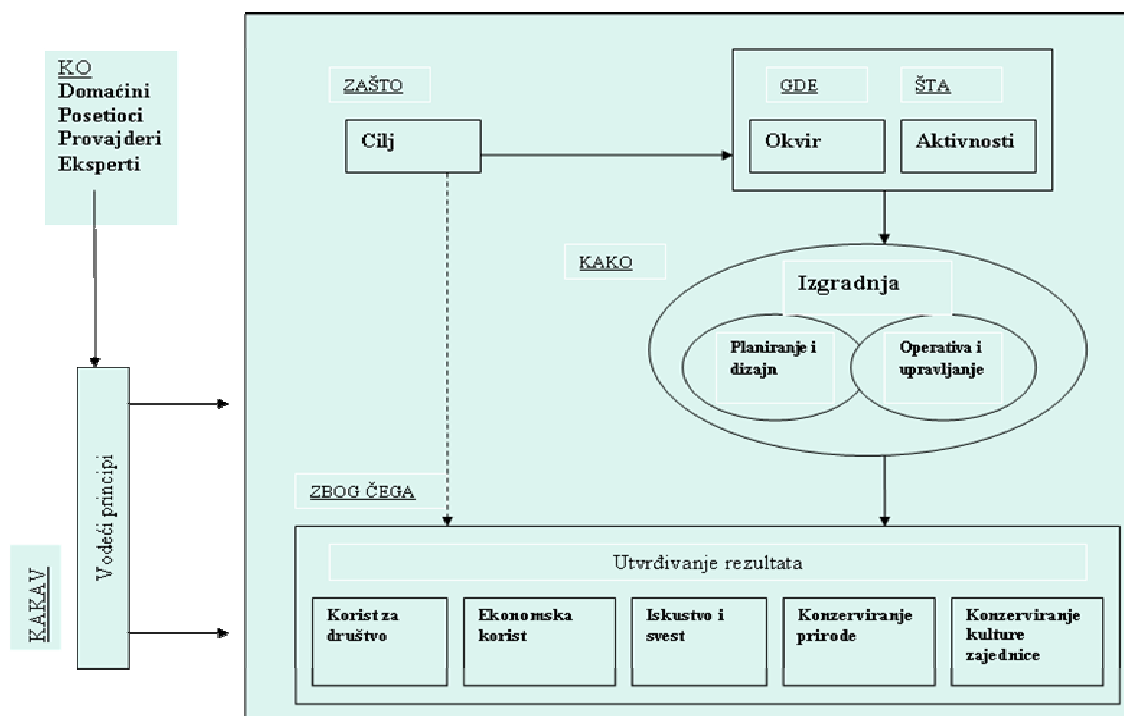 KO
Domaćini
Posetioci
Provajderi
Eksperti
ZAŠTO
Cilj
GDE
ŠTA
Okvir
Aktivnosti
KAKO
Izgradnja
Planiranje i
dizajn
Operativa i
upravljanje
KAKAV
Vodeći principi
ZBOG ČEGA
Utvrđivanje rezultata
Korist za
društvo
Ekonomska
korist
Iskustvo i
svest
Konzerviranje
prirode
Konzerviranje
kulture
zajednice